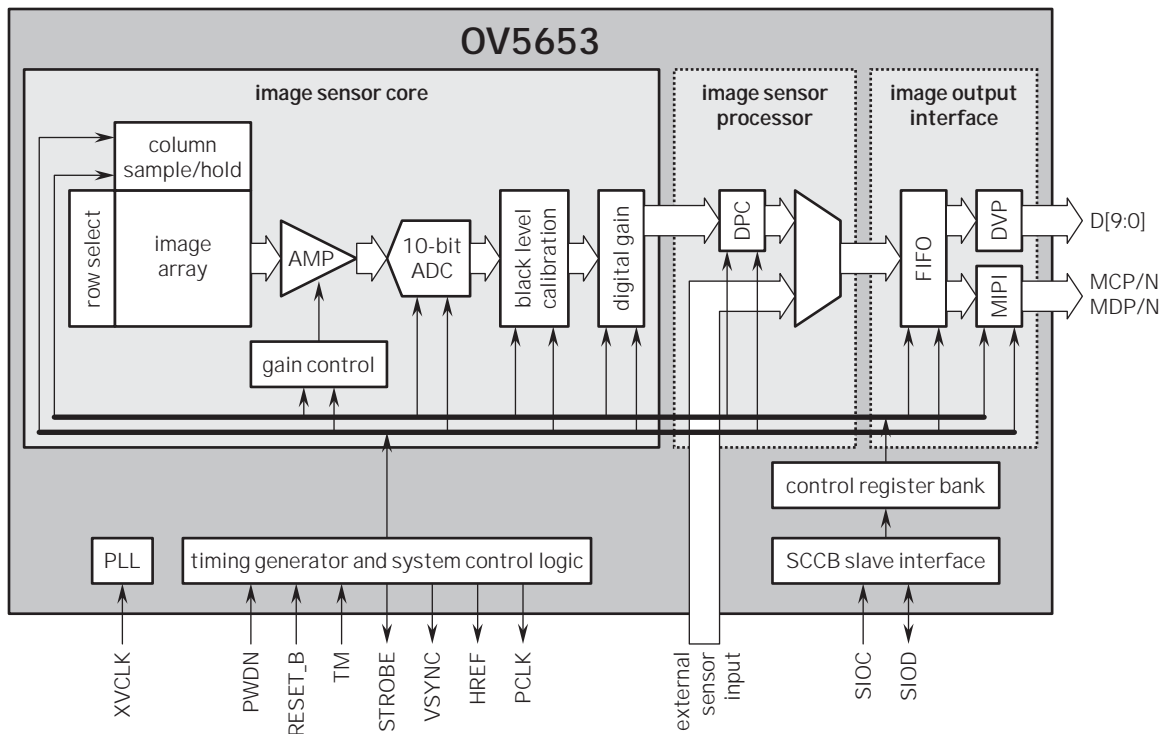 OV5653
image sensor core
image sensor
processor
image output
interface
column
sample/hold
row select
image
array
AMP
10-bit
ADC
black level
calibration
digital gain
DPC
FIFO
DVP
MIPI
D[9:0]
MCP/N
MDP/N
gain control
control register bank
PLL
timing generator and system control logic
SCCB slave interface
XVCLK
PWDN
RESET_B
TM
STROBE
VSYNC
HREF
PCLK
external
sensor
input
SIOC
SIOD